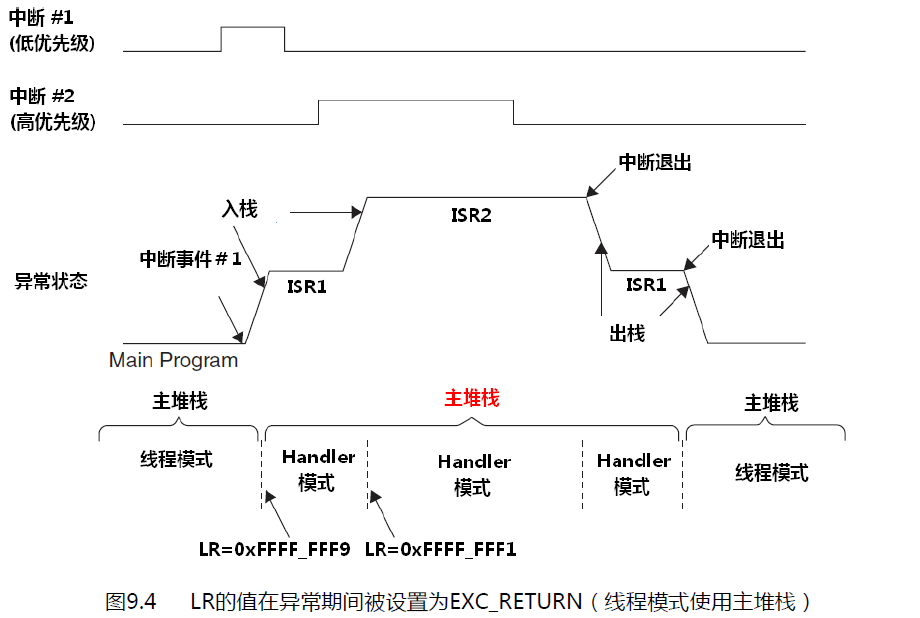 中断 #1
(低优先级)
中断 #2
(高优先级)
中断退出
入栈
ISR2
中断事件＃1
中断退出
异常状态
ISR1
ISR1
出栈
Main Program
主堆栈
主堆栈
主堆栈
线程模式
Handler
模式
Handler
模式
Handler
模式
线程模式
LR=0xFFFF_FFF9
LR=0xFFFF_FFF1
图9.4 LR的值在异常期间被设置为EXC_RETURN（线程模式使用主堆栈）